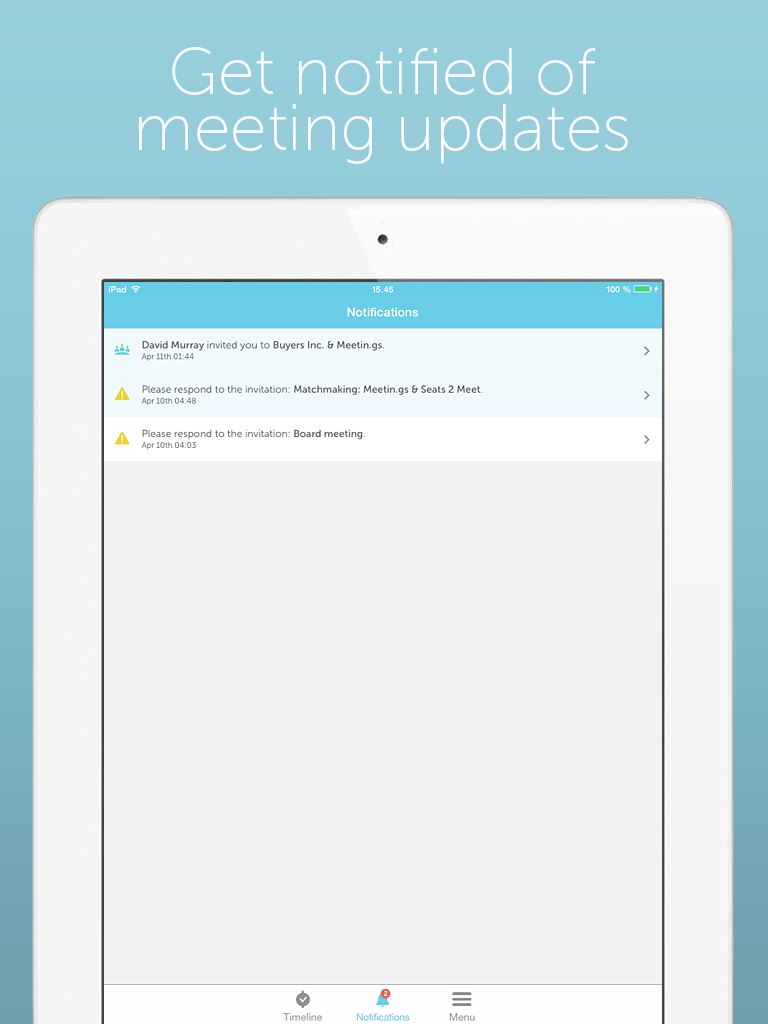 Get notified of
meeting updates
iPad 15.45 100 %
Notifications
David Murray invited you to Buyers Inc. & Meetin.gs.
Apr 11th 01:44
Please respond to the invitation: Matchmaking: Meetin.gs & Seats 2 Meet.
Apr 10th 04:48
Please respond to the invitation: Board meeting.
Apr 10th 04:03
2
Timeline Notifications Menu